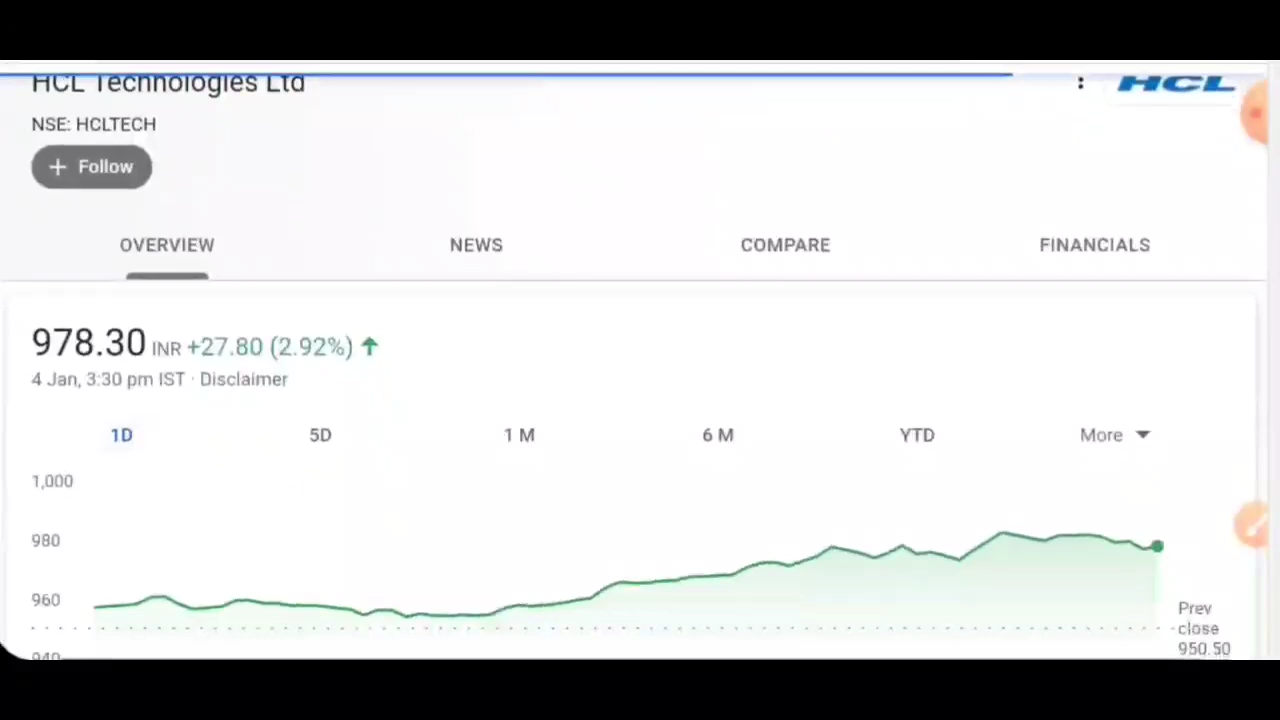 HCL Technologies Ltd
HCL
NSE: HCLTECH
+ Follow
OVERVIEW NEWS COMPARE FINANCIALS
978.30 INR +27.80 (2.92%) ↑
4 Jan, 3:30 pm IST · Disclaimer
1D 5D 1 M 6 M YTD More
1,000
980
960
Prev
close
950.50
940